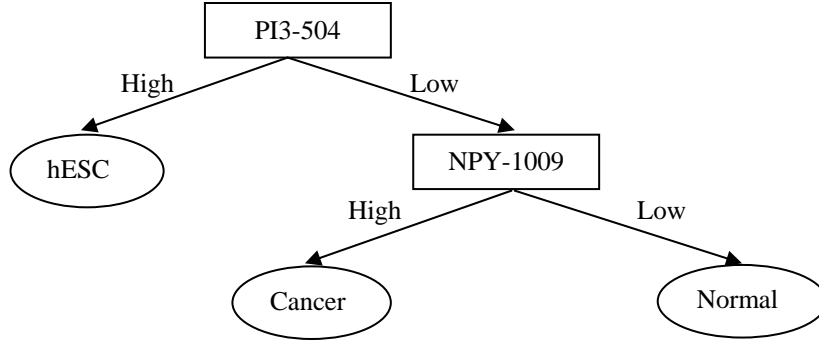 PI3-504
High
Low
hESC
NPY-1009
High
Low
Cancer
Normal